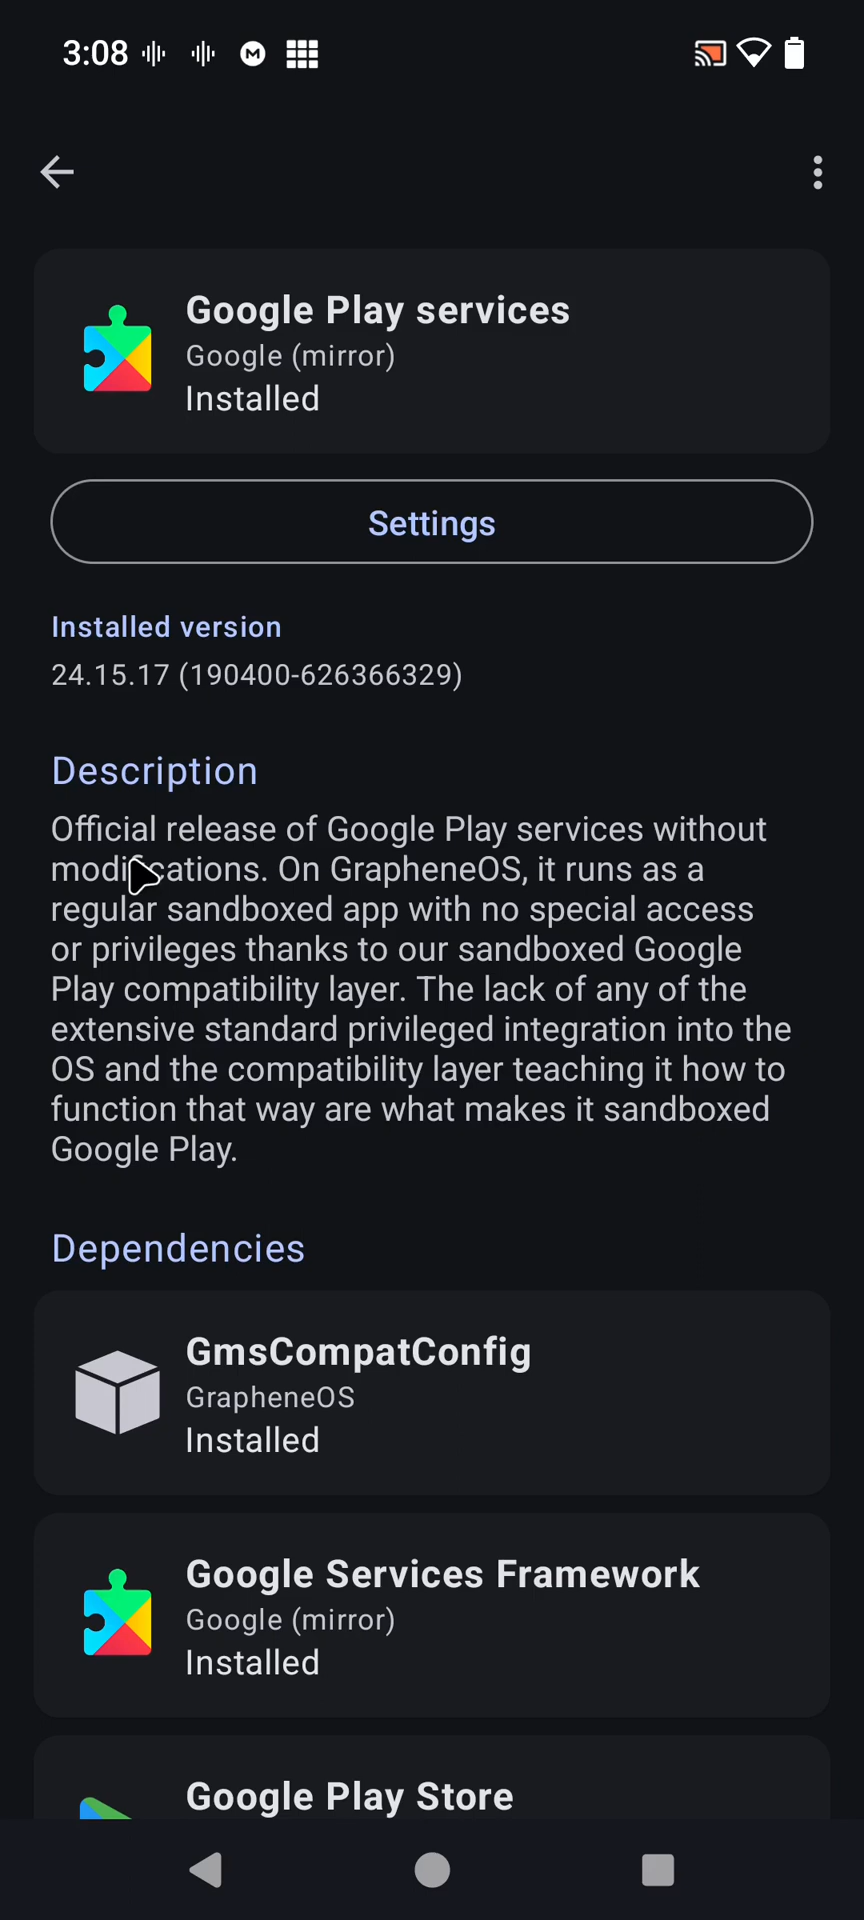 3:08
Google Play services
Google (mirror)
Installed
Settings
Installed version
24.15.17 (190400-626366329)
Description
Official release of Google Play services without
modifications. On GrapheneOS, it runs as a
regular sandboxed app with no special access
or privileges thanks to our sandboxed Google
Play compatibility layer. The lack of any of the
extensive standard privileged integration into the
OS and the compatibility layer teaching it how to
function that way are what makes it sandboxed
Google Play.
Dependencies
GmsCompatConfig
GrapheneOS
Installed
Google Services Framework
Google (mirror)
Installed
Google Play Store